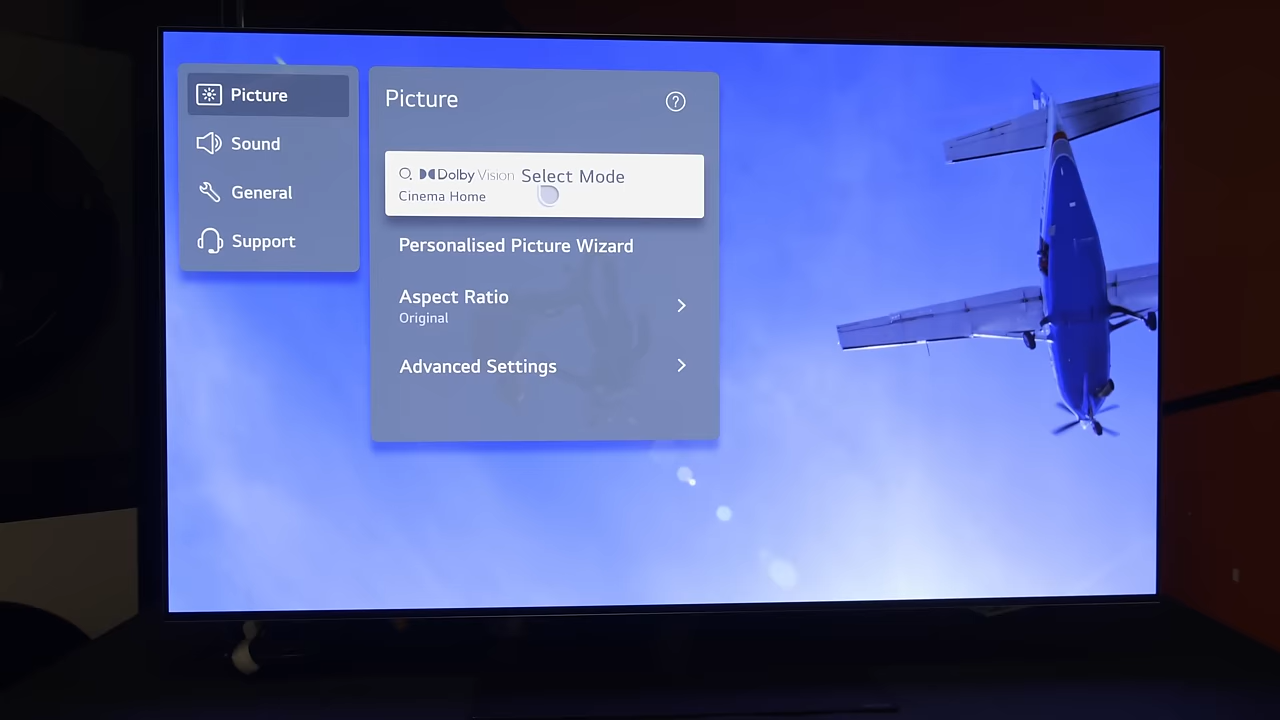 Picture
Sound
General
Support
Picture
?
Dolby Vision Select Mode
Cinema Home
Personalised Picture Wizard
Aspect Ratio
Original
Advanced Settings